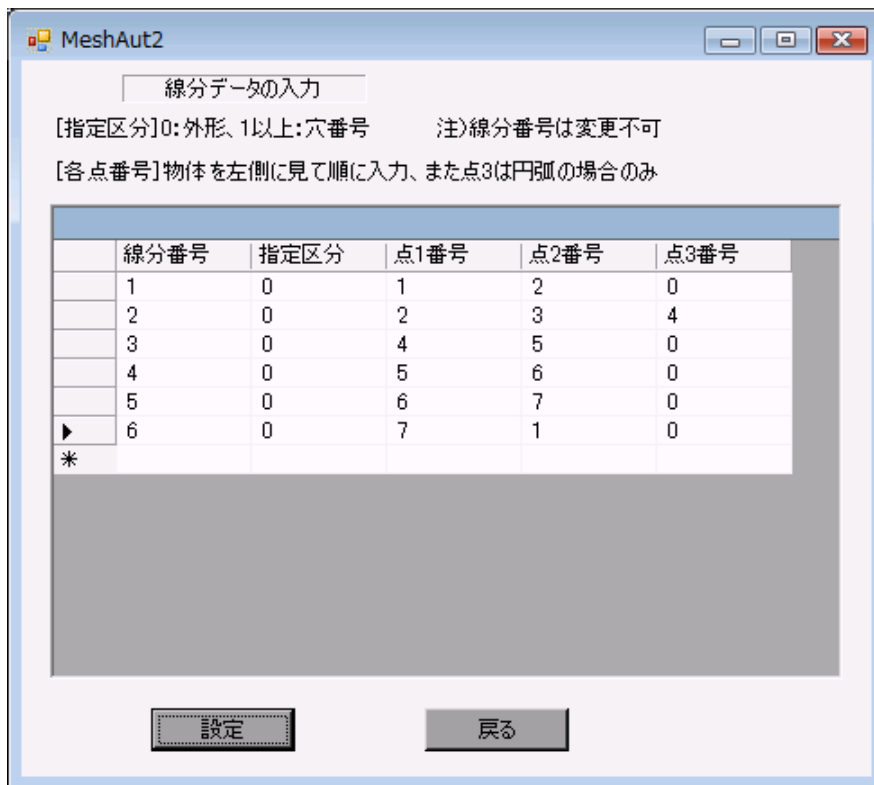 MeshAut2
線分データの入力
[指定区分]0:外形、1以上:穴番号 注)線分番号は変更不可
[各点番号]物体を左側に見て順に入力、また点3は円弧の場合のみ
線分番号 指定区分 点1番号 点2番号 点3番号
1 0 1 2 0
2 0 2 3 4
3 0 4 5 0
4 0 5 6 0
5 0 6 7 0
6 0 7 1 0
設定 戻る